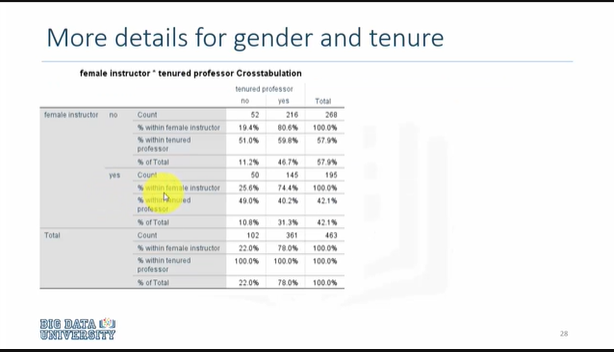 More details for gender and tenure
female instructor * tenured professor Crosstabulation
tenured professor
no yes Total
female instructor no Count 52 216 268
% within female instructor 19.4% 80.6% 100.0%
% within tenured professor 51.0% 59.8% 57.9%
% of Total 11.2% 46.7% 57.9%
yes Count 50 145 195
% within female instructor 25.6% 74.4% 100.0%
% within tenured professor 49.0% 40.2% 42.1%
% of Total 10.8% 31.3% 42.1%
Total Count 102 361 463
% within female instructor 22.0% 78.0% 100.0%
% within tenured professor 100.0% 100.0% 100.0%
% of Total 22.0% 78.0% 100.0%
BIG DATA
UNIVERSITY
28